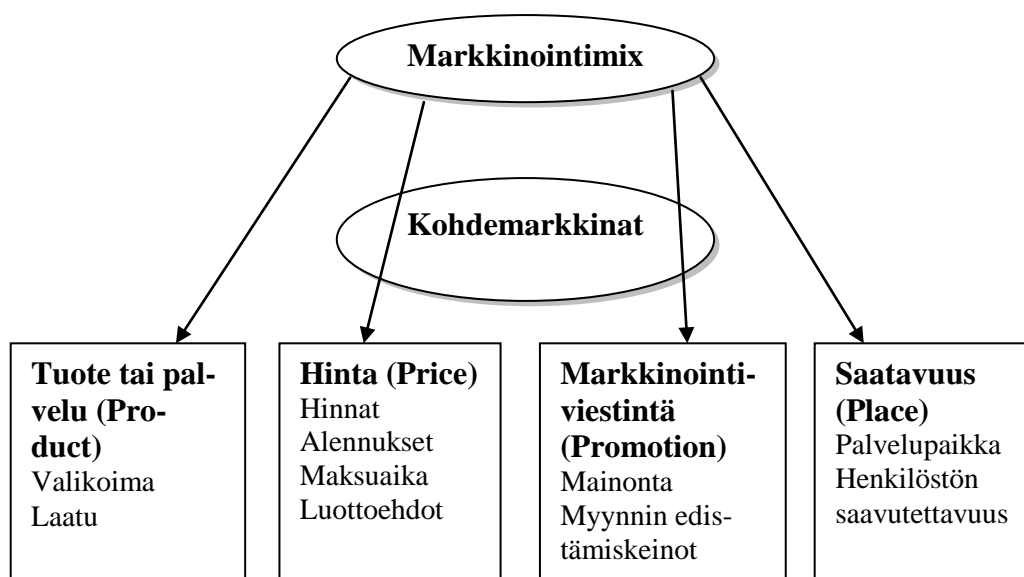 Markkinointimix
Kohdemarkkinat
Tuote tai pal-
velu (Pro-
duct)
Valikoima
Laatu
Hinta (Price)
Hinnat
Alennukset
Maksuaika
Luottoehdot
Markkinointi-
viestintä
(Promotion)
Mainonta
Myynnin edis-
tämiskeinot
Saatavuus
(Place)
Palvelupaikka
Henkilöstön
saavutettavuus